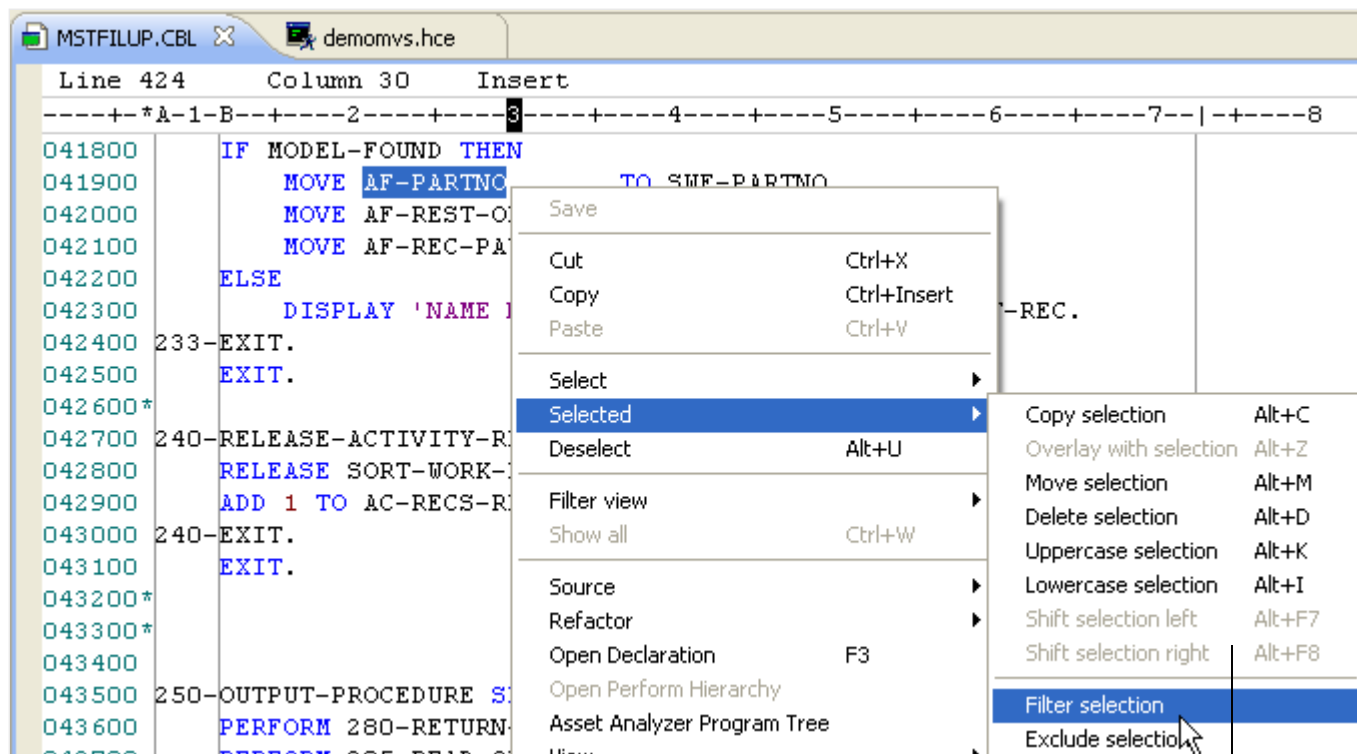 MSTFILUP.CBL demomvs.hce
Line 424 Column 30 Insert
----+-*A-1-B--+----2----+----3----+----4----+----5----+----6----+----7--|-+----8
041800 IF MODEL-FOUND THEN
041900 MOVE AF-PARTNO TO SWF-PARTNO
042000 MOVE AF-REST-O
042100 MOVE AF-REC-PA
042200 ELSE
042300 DISPLAY 'NAME -REC.
042400 233-EXIT.
042500 EXIT.
042600*
042700 240-RELEASE-ACTIVITY-R
042800 RELEASE SORT-WORK-
042900 ADD 1 TO AC-RECS-R
043000 240-EXIT.
043100 EXIT.
043200*
043300*
043400
043500 250-OUTPUT-PROCEDURE S
043600 PERFORM 280-RETURN-
Save
Cut Ctrl+X
Copy Ctrl+Insert
Paste Ctrl+V
Select
Selected
Deselect Alt+U
Filter view
Show all Ctrl+W
Source
Refactor
Open Declaration F3
Open Perform Hierarchy
Asset Analyzer Program Tree
Copy selection Alt+C
Overlay with selection Alt+Z
Move selection Alt+M
Delete selection Alt+D
Uppercase selection Alt+K
Lowercase selection Alt+I
Shift selection left Alt+F7
Shift selection right Alt+F8
Filter selection
Exclude selection